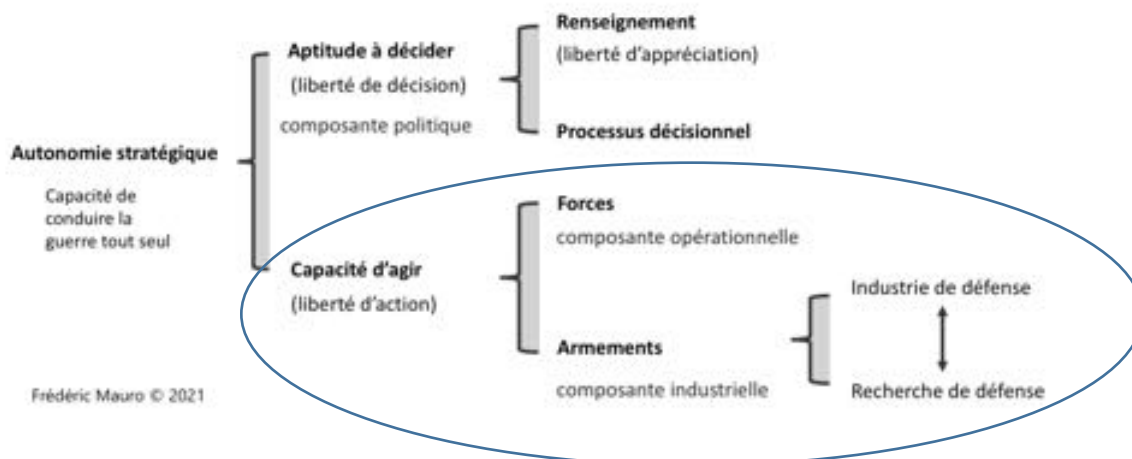 Renseignement
Aptitude à décider
(liberté d'appréciation)
(liberté de décision)
composante politique
Processus décisionnel
Autonomie stratégique
Capacité de
conduire la
guerre tout seul
Forces
composante opérationnelle
Capacité d'agir
(liberté d'action)
Industrie de défense
Armements
composante industrielle
Recherche de défense
Frédéric Mauro © 2021